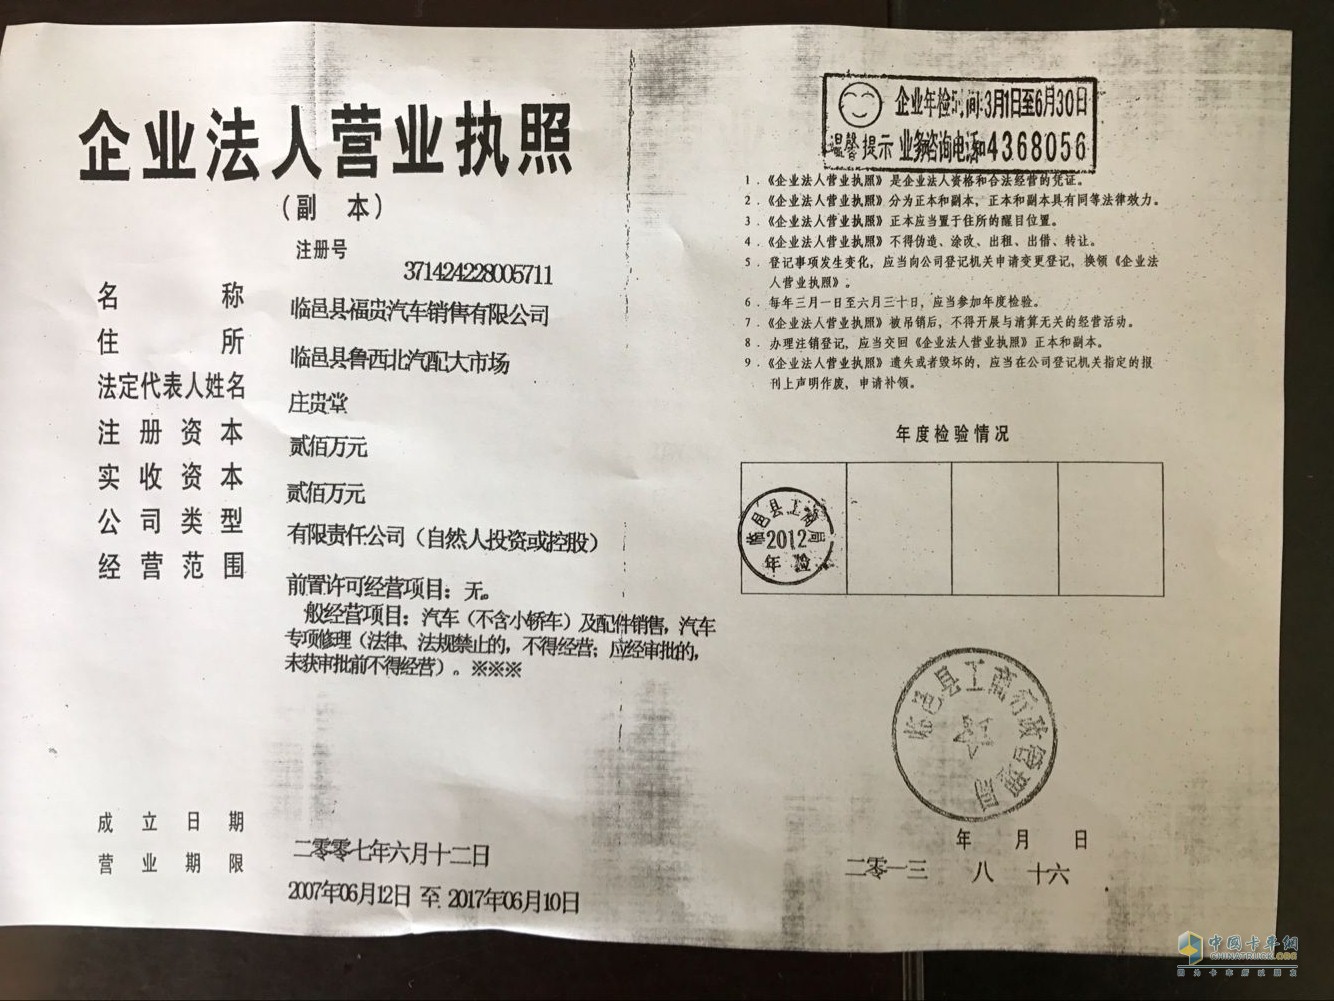 企业法人营业执照
（副 本）
注册号
371424228005711
名称 临邑县福贵汽车销售有限公司
住所 临邑县鲁西北汽配大市场
法定代表人姓名 庄贵堂
注册资本 贰佰万元
实收资本 贰佰万元
公司类型 有限责任公司（自然人投资或控股）
经营范围
前置许可经营项目：无。
般经营项目：汽车（不含小轿车）及配件销售，汽车
专项修理（法律、法规禁止的，不得经营；应经审批的，
未获审批前不得经营）。※※※
成立日期 二零零七年六月十二日
营业期限 2007年06月12日 至 2017年06月10日
企业年检时间:3月1日至6月30日
温馨提示 业务咨询电话:4368056
1．《企业法人营业执照》是企业法人资格和合法经营的凭证。
2．《企业法人营业执照》分为正本和副本，正本和副本具有同等法律效力。
3．《企业法人营业执照》正本应当置于住所的醒目位置。
4．《企业法人营业执照》不得伪造、涂改、出租、出借、转让。
5．登记事项发生变化，应当向公司登记机关申请变更登记，换领《企业法
人营业执照》。
6．每年三月一日至六月三十日，应当参加年度检验。
7．《企业法人营业执照》被吊销后，不得开展与清算无关的经营活动。
8．办理注销登记，应当交回《企业法人营业执照》正本和副本。
9．《企业法人营业执照》遗失或者毁坏的，应当在公司登记机关指定的报
刊上声明作废，申请补领。
年度检验情况
临邑县工商局
2012
年检
临邑县工商行政管理局
年 月 日
二零一三 八 十六
中国卡车网
CHINATRUCK.ORG
因为卡车所以朋友